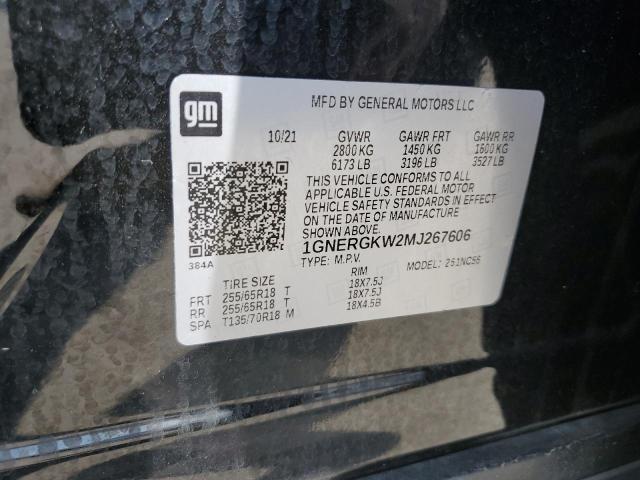 gm
MFD BY GENERAL MOTORS LLC
10/21 GVWR GAWR FRT GAWR RR
2800 KG 1450 KG 1600 KG
6173 LB 3196 LB 3527 LB
THIS VEHICLE CONFORMS TO ALL
APPLICABLE U.S. FEDERAL MOTOR
VEHICLE SAFETY STANDARDS IN EFFECT
ON THE DATE OF MANUFACTURE
SHOWN ABOVE.
1GNERGKW2MJ267606
384A
TYPE: M.P.V. MODEL: 251NC56
TIRE SIZE RIM
FRT 255/65R18 T 18X7.5J
RR 255/65R18 T 18X7.5J
SPA T135/70R18 M 18X4.5B